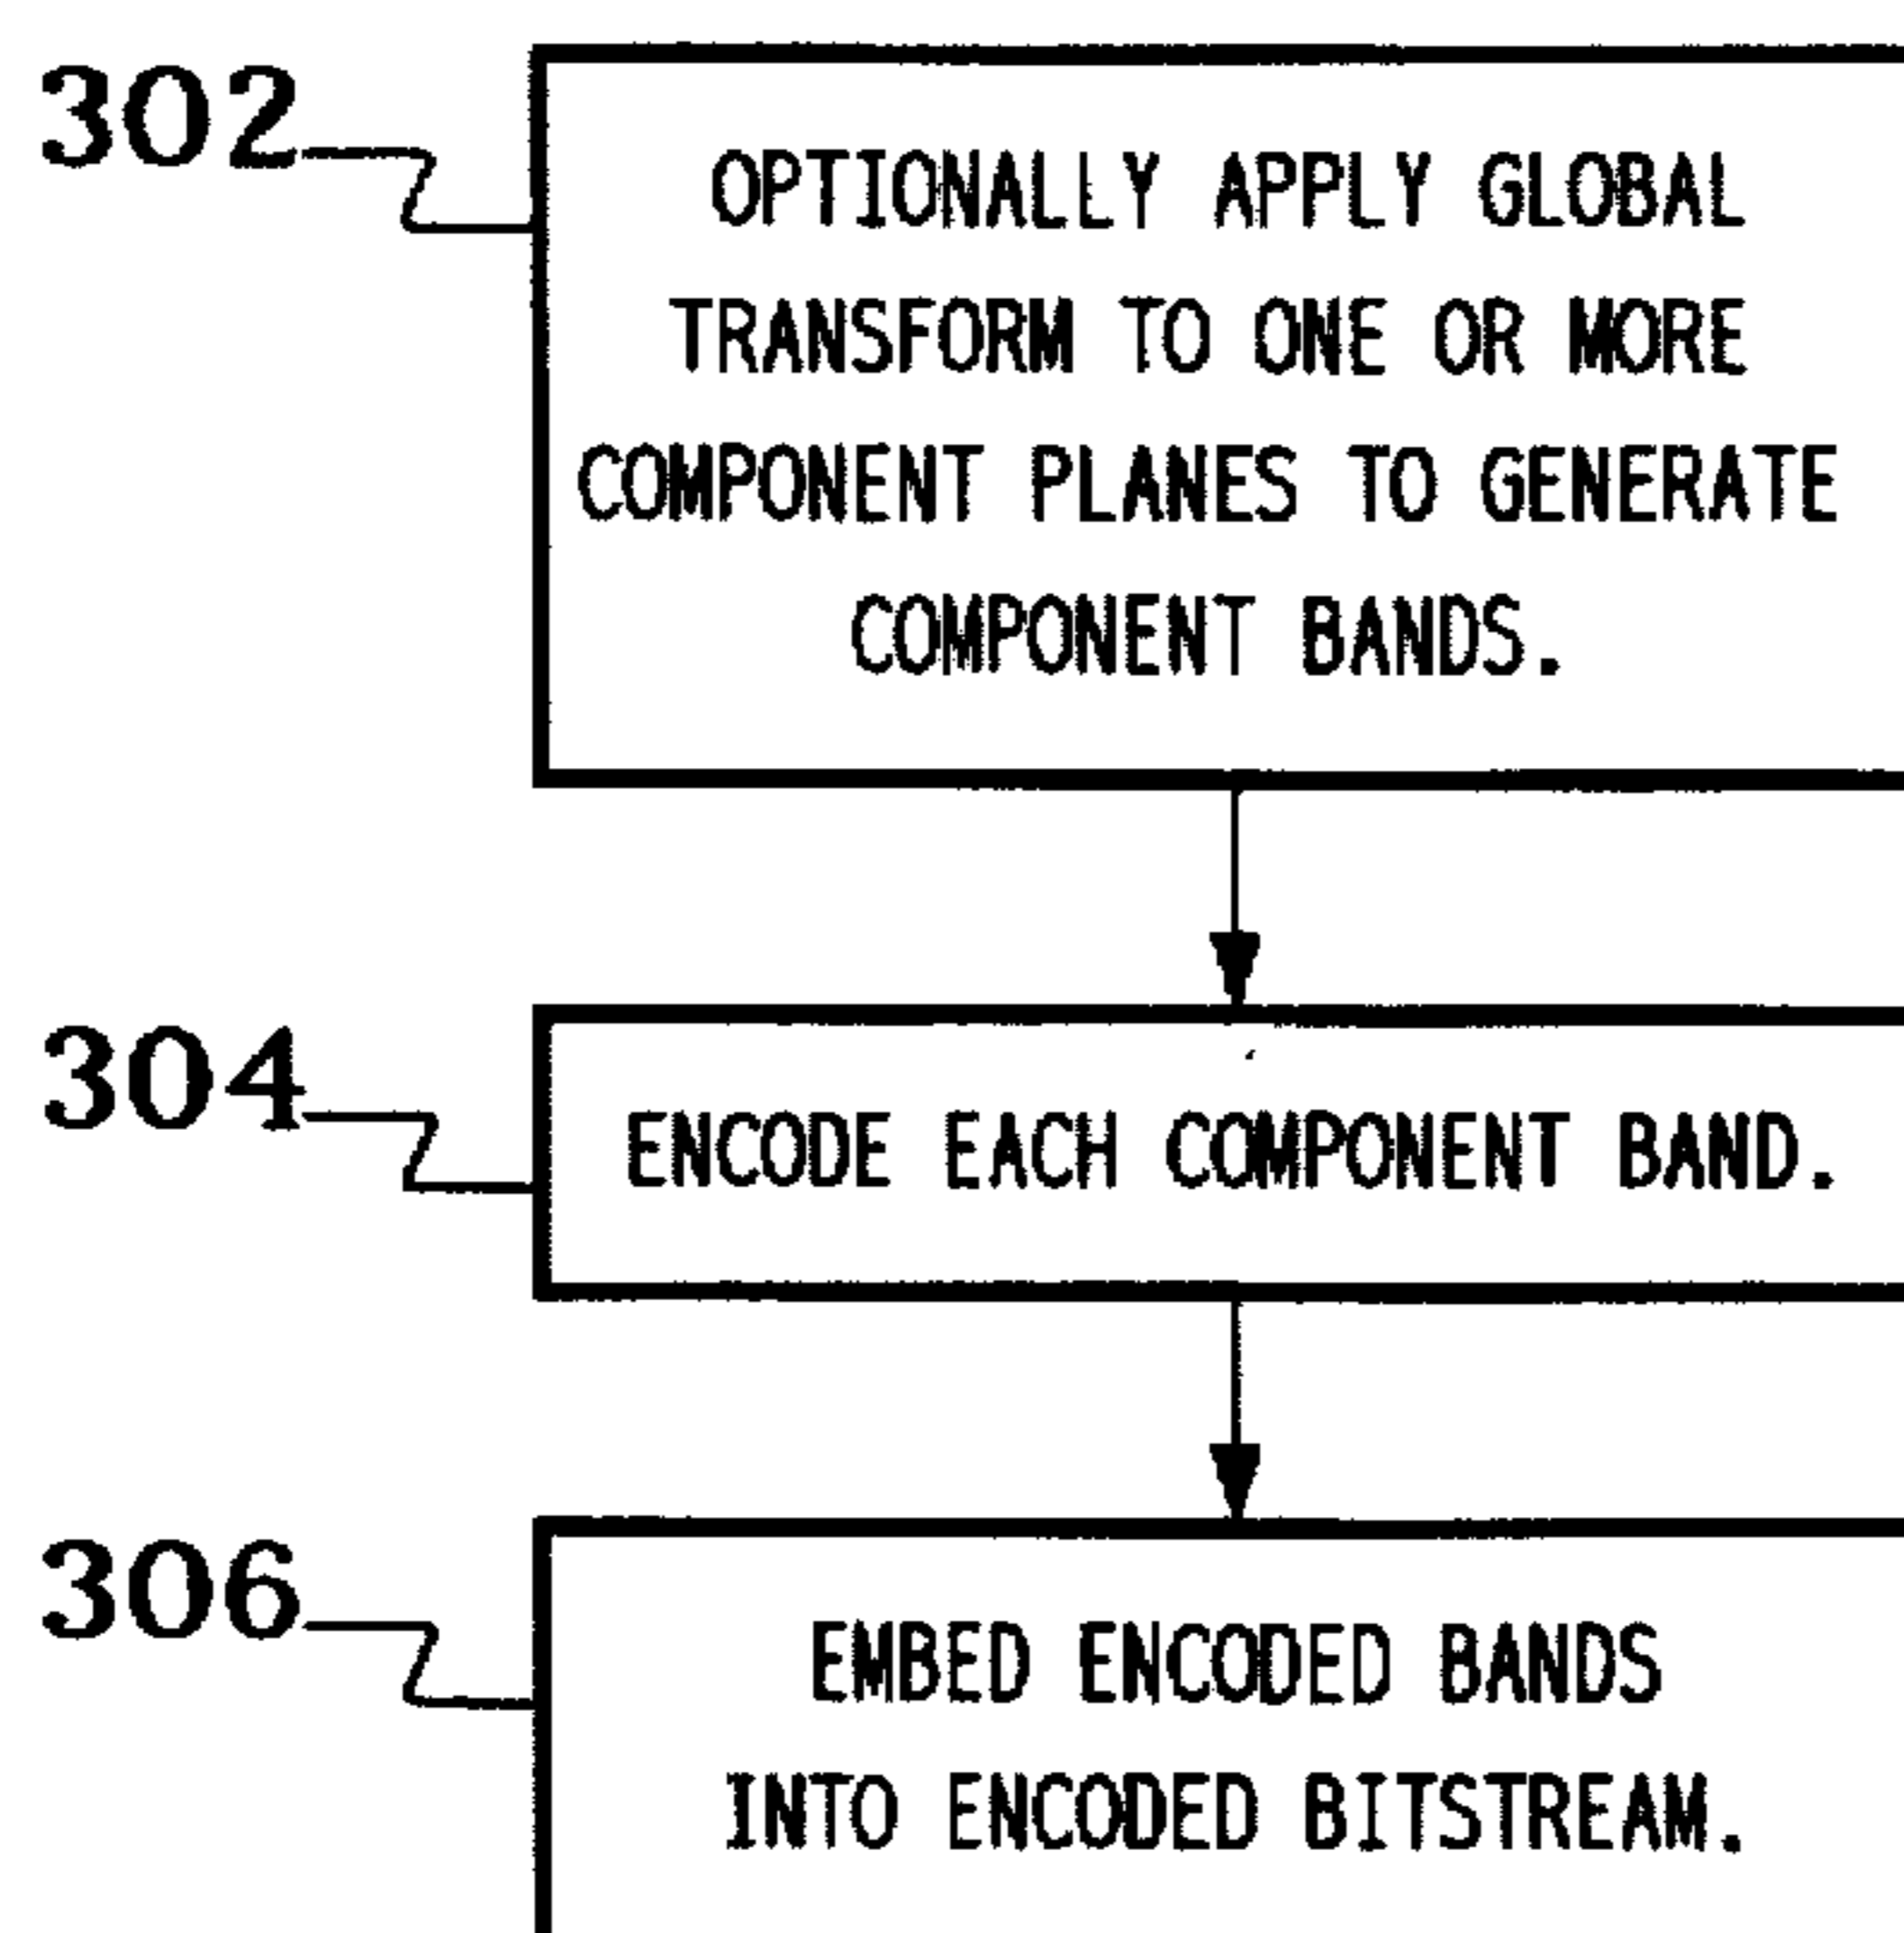 302
OPTIONALLY APPLY GLOBAL
TRANSFORM TO ONE OR MORE
COMPONENT PLANES TO GENERATE
COMPONENT BANDS.
304
ENCODE EACH COMPONENT BAND.
306
EMBED ENCODED BANDS
INTO ENCODED BITSTREAM.